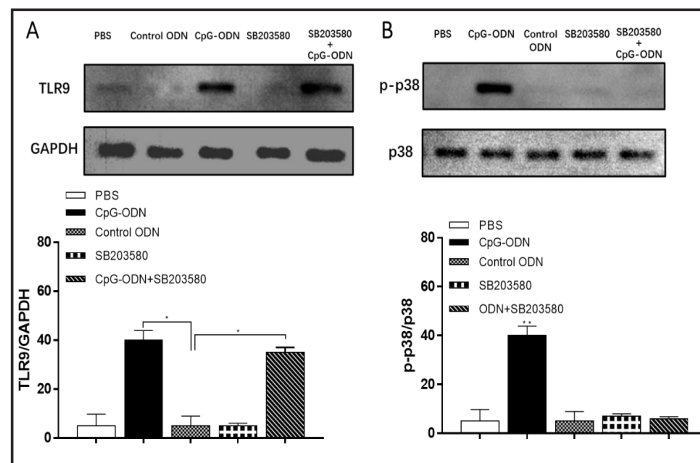 A
PBS
Control ODN
CpG-ODN
SB203580
SB203580
+
CpG-ODN
TLR9
GAPDH
PBS
CpG-ODN
Control ODN
SB203580
CpG-ODN+SB203580
TLR9/GAPDH
80
60
40
20
0
*
*
B
PBS
CpG-ODN
Control
ODN
SB203580
SB203580
+
CpG-ODN
p-p38
p38
PBS
CpG-ODN
Control ODN
SB203580
ODN+SB203580
p-p38/p38
80
60
40
20
0
**